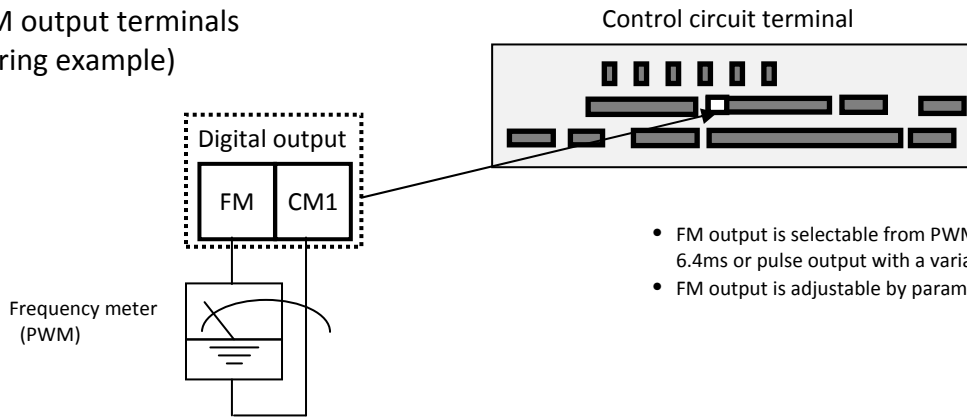 M output terminals
ring example)
Control circuit terminal
Digital output
FM CM1
Frequency meter
(PWM)
• FM output is selectable from PWM
6.4ms or pulse output with a varia
• FM output is adjustable by param